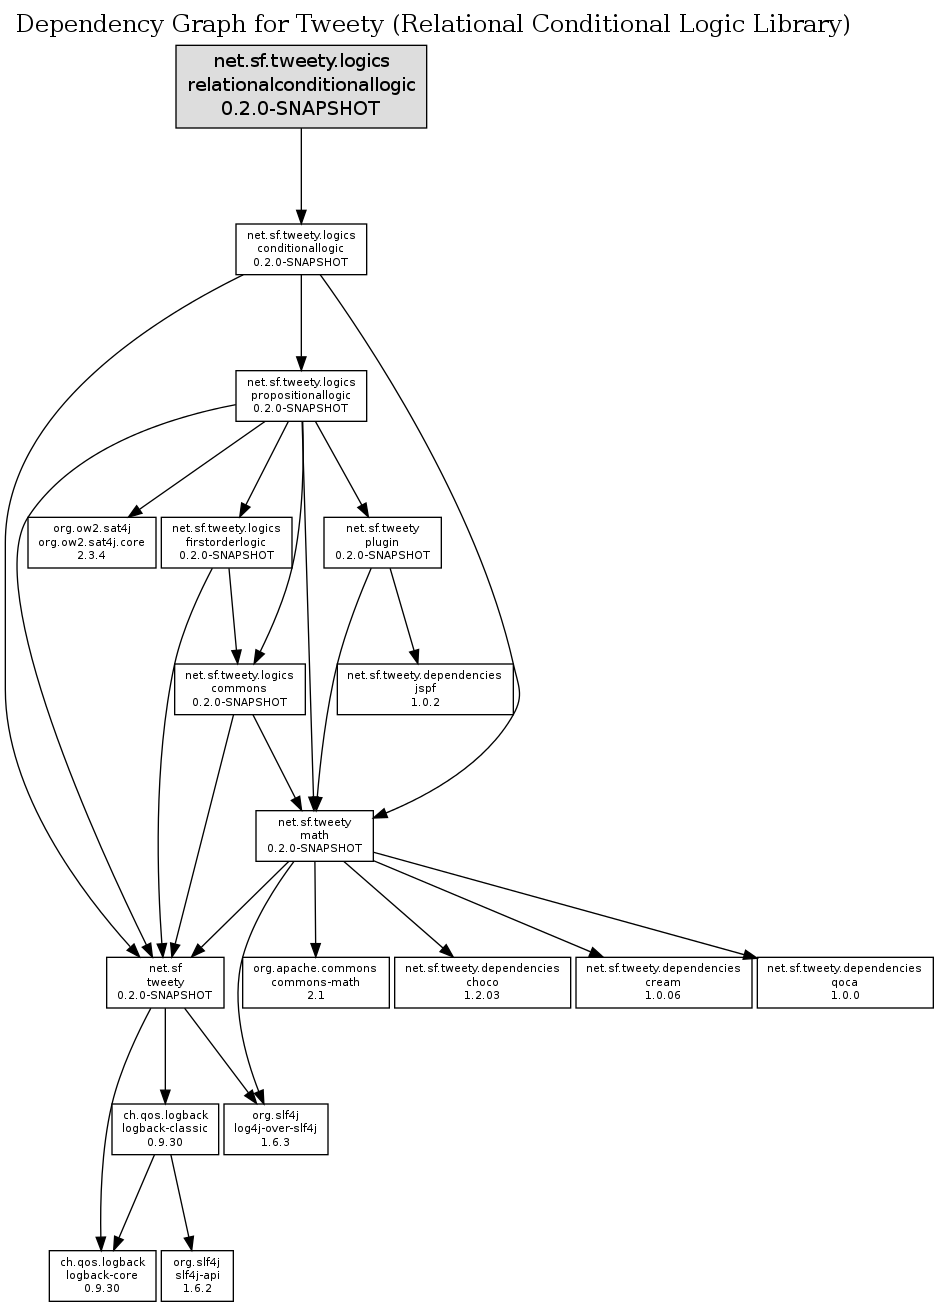 Dependency Graph for Tweety (Relational Conditional Logic Library)
net.sf.tweety.logics
relationalconditionallogic
0.2.0-SNAPSHOT
net.sf.tweety.logics
conditionallogic
0.2.0-SNAPSHOT
net.sf.tweety.logics
propositionallogic
0.2.0-SNAPSHOT
org.ow2.sat4j
org.ow2.sat4j.core
2.3.4
net.sf.tweety.logics
firstorderlogic
0.2.0-SNAPSHOT
net.sf.tweety
plugin
0.2.0-SNAPSHOT
net.sf.tweety.logics
commons
0.2.0-SNAPSHOT
net.sf.tweety.dependencies
jspf
1.0.2
net.sf.tweety
math
0.2.0-SNAPSHOT
net.sf
tweety
0.2.0-SNAPSHOT
org.apache.commons
commons-math
2.1
net.sf.tweety.dependencies
choco
1.2.03
net.sf.tweety.dependencies
cream
1.0.06
net.sf.tweety.dependencies
qoca
1.0.0
ch.qos.logback
logback-classic
0.9.30
org.slf4j
log4j-over-slf4j
1.6.3
ch.qos.logback
logback-core
0.9.30
org.slf4j
slf4j-api
1.6.2